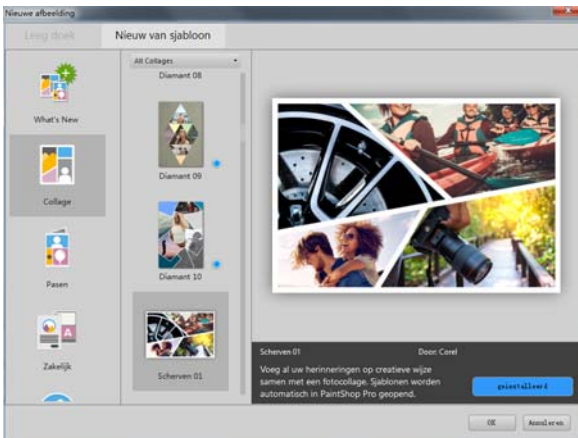 Nieuwe afbeelding
Leeg doek
Nieuw van sjabloon
What's New
Collage
Pasen
Zakelijk
All Collages
Diamant 08
Diamant 09
Diamant 10
Scherven 01
Scherven 01 Door: Corel
Voeg al uw herinneringen op creatieve wijze
samen met een fotocollage. Sjablonen worden
automatisch in PaintShop Pro geopend.
geïnstalleerd
OK
Annuleren